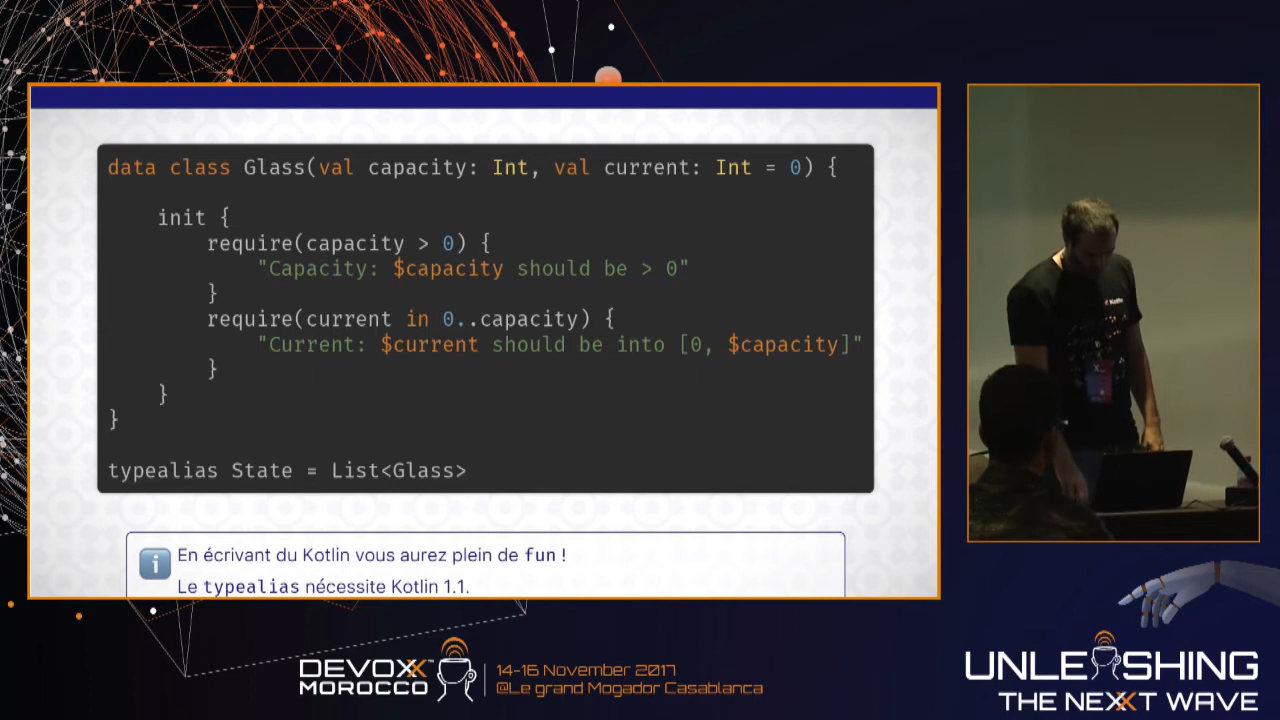 data class Glass(val capacity: Int, val current: Int = 0) {
init {
require(capacity > 0) {
"Capacity: $capacity should be > 0"
}
require(current in 0..capacity) {
"Current: $current should be into [0, $capacity]"
}
}
}
typealias State = List<Glass>
En écrivant du Kotlin vous aurez plein de fun !
Le typealias nécessite Kotlin 1.1.
Kotlin
DEVOXX™
MOROCCO
14-16 November 2017
@Le grand Mogador Casablanca
UNLEASHING
THE NEXXT WAVE